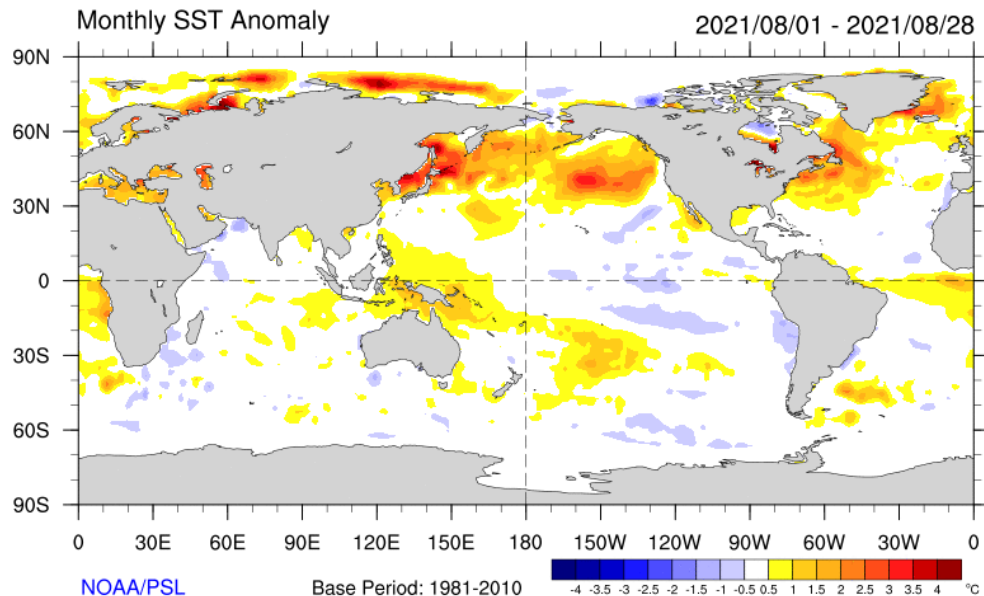 Monthly SST Anomaly 2021/08/01 - 2021/08/28
90N
60N
30N
0
30S
60S
90S
0 30E 60E 90E 120E 150E 180 150W 120W 90W 60W 30W 0
NOAA/PSL Base Period: 1981-2010
-4 -3.5 -3 -2.5 -2 -1.5 -1 -0.5 0.5 1 1.5 2 2.5 3 3.5 4 °C